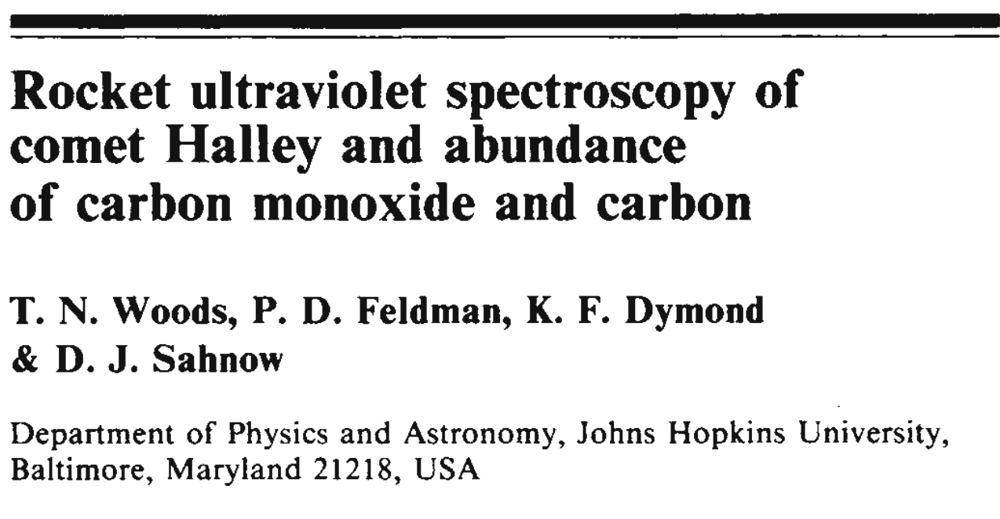 Rocket ultraviolet spectroscopy of
comet Halley and abundance
of carbon monoxide and carbon
T. N. Woods, P. D. Feldman, K. F. Dymond
& D. J. Sahnow
Department of Physics and Astronomy, Johns Hopkins University,
Baltimore, Maryland 21218, USA